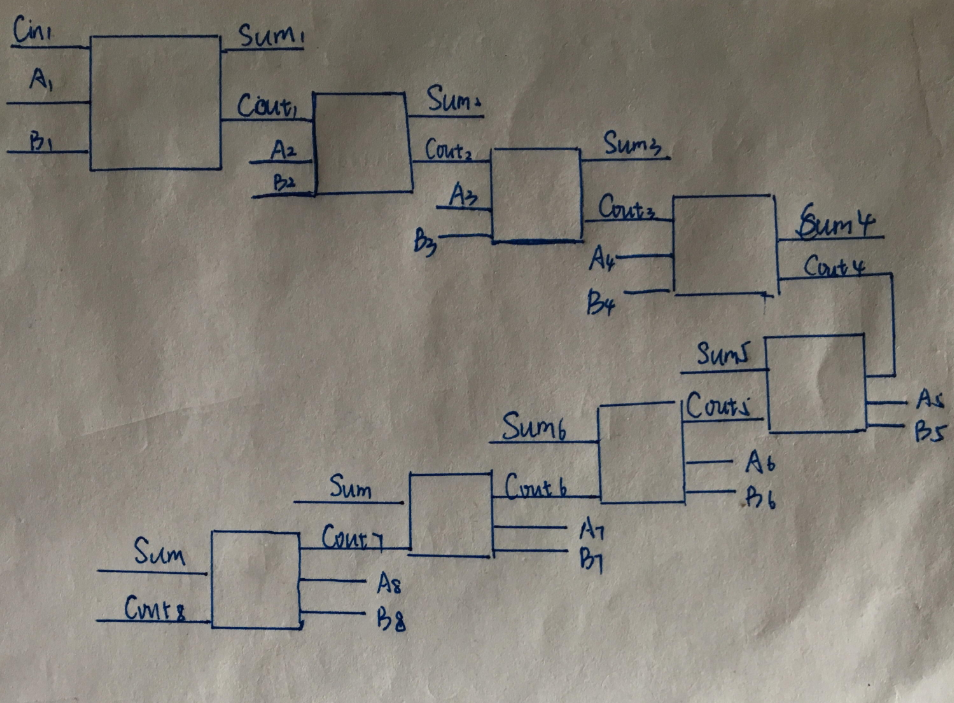 Cin1 Sum1
A1
Cout1 Sum2
B1 A2 Cout2 Sum3
B2
A3 Cout3 Sum4
B3 A4 Cout4
B4
Sum5
Cout5 A5
Sum6 B5
A6
Sum Cout6 B6
A7
Sum Cout7 B7
A8
Cout8 B8